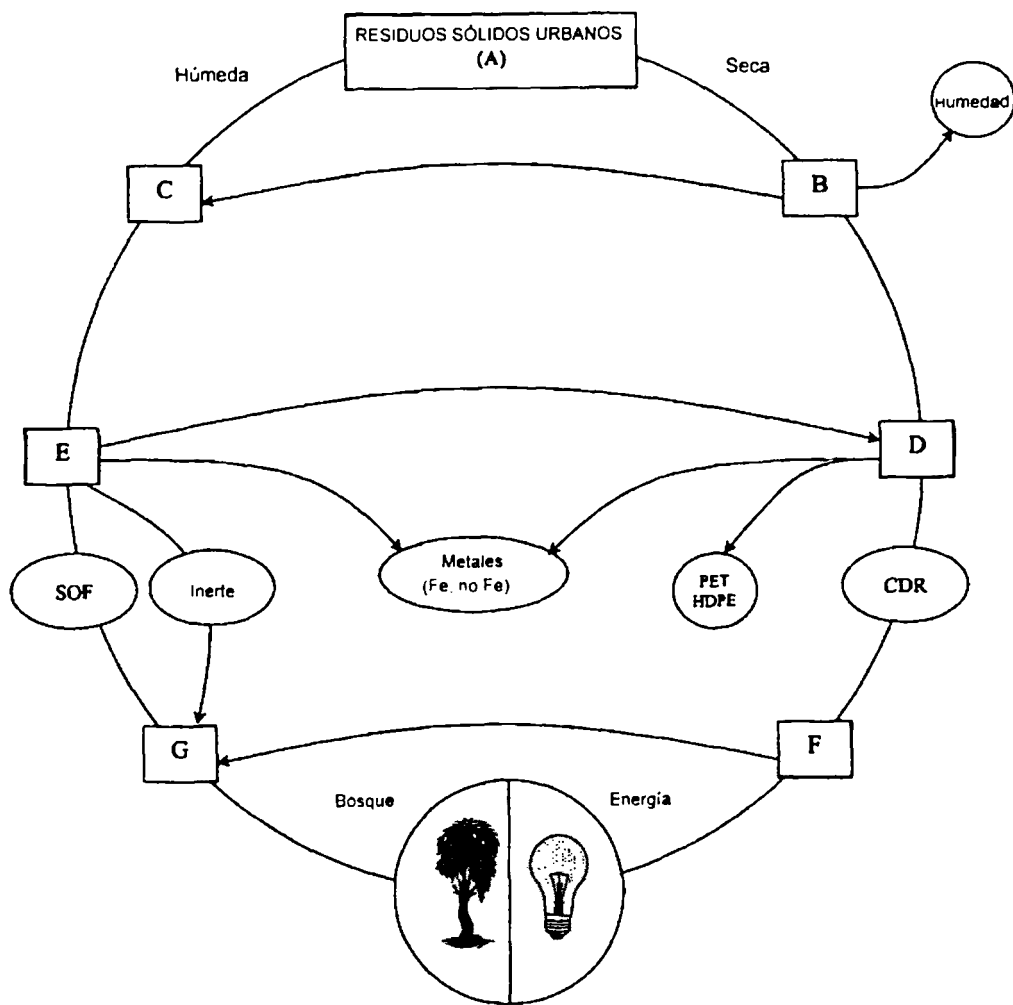 RESIDUOS SÓLIDOS URBANOS
(A)
Húmeda
Seca
Humedad
C
B
E
D
SOF
Inerte
Metales
(Fe, no Fe)
PET
HDPE
CDR
G
F
Bosque
Energía